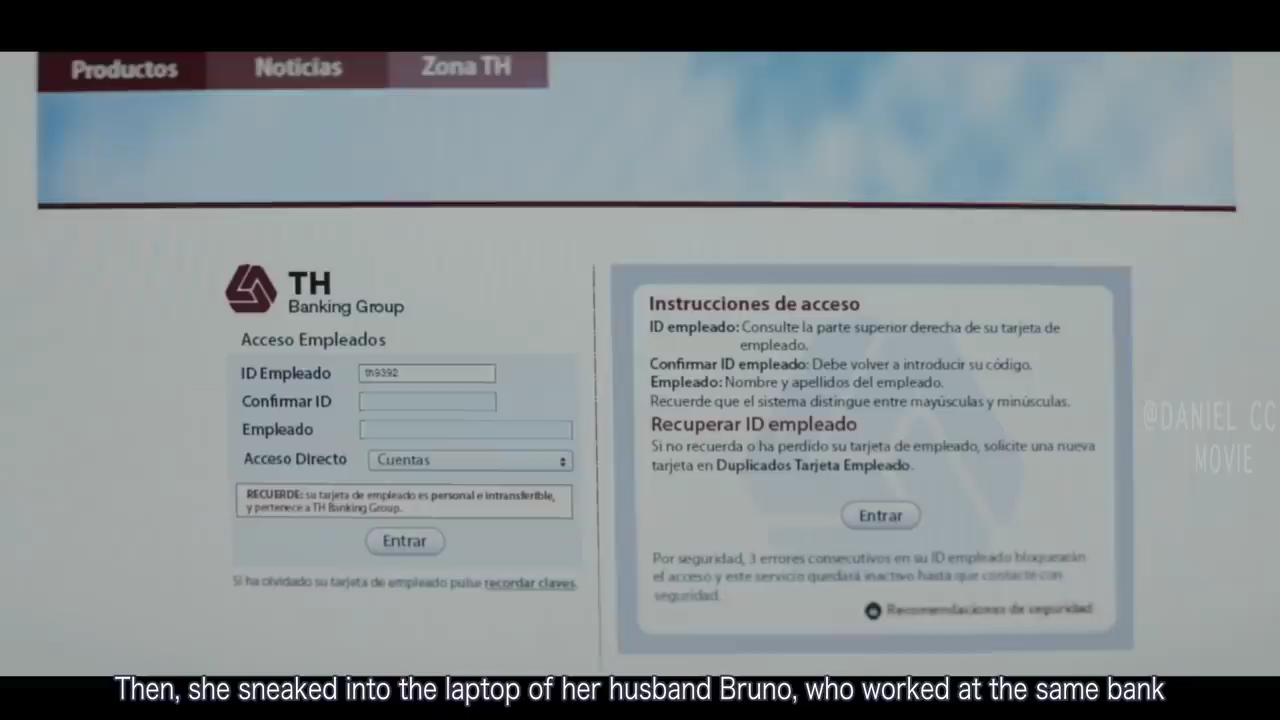 Productos
Noticias
Zona TH
TH
Banking Group
Acceso Empleados
ID Empleado
th9392
Confirmar ID
Empleado
Acceso Directo
Cuentas
RECUERDE: su tarjeta de empleado es personal e intransferible,
y pertenece a TH Banking Group.
Entrar
Si ha olvidado su tarjeta de empleado pulse recordar claves.
Instrucciones de acceso
ID empleado: Consulte la parte superior derecha de su tarjeta de
empleado.
Confirmar ID empleado: Debe volver a introducir su código.
Empleado: Nombre y apellidos del empleado.
Recuerde que el sistema distingue entre mayúsculas y minúsculas.
Recuperar ID empleado
Si no recuerda o ha perdido su tarjeta de empleado, solicite una nueva
tarjeta en Duplicados Tarjeta Empleado.
Entrar
Por seguridad, 3 errores consecutivos en su ID empleado bloquearán
el acceso y este servicio quedará inactivo hasta que contacte con
seguridad.
Recomendaciones de seguridad
@DANIEL CC
MOVIE
Then, she sneaked into the laptop of her husband Bruno, who worked at the same bank